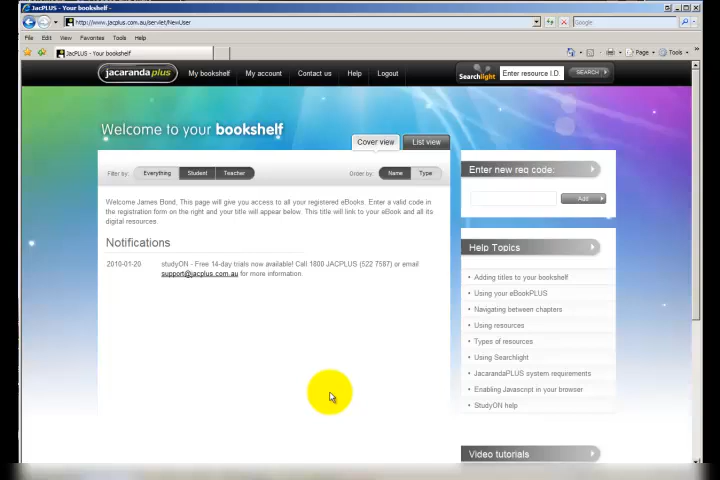 JacPLUS - Your bookshelf -
http://www.jacplus.com.au/servlet/NewUser
Google
File Edit View Favorites Tools Help
JacPLUS - Your bookshelf
Page Tools
jacaranda plus My bookshelf My account Contact us Help Logout Searchlight Enter resource I.D. SEARCH
Welcome to your bookshelf
Cover view List view
Filter by: Everything Student Teacher Order by: Name Type
Welcome James Bond, This page will give you access to all your registered eBooks. Enter a valid code in
the registration form on the right and your title will appear below. This title will link to your eBook and all its
digital resources.
Notifications
2010-01-20 studyON - Free 14-day trials now available! Call 1800 JACPLUS (522 7587) or email
support@jacplus.com.au for more information.
Enter new reg code:
Add
Help Topics
Adding titles to your bookshelf
Using your eBookPLUS
Navigating between chapters
Using resources
Types of resources
Using Searchlight
JacarandaPLUS system requirements
Enabling Javascript in your browser
StudyON help
Video tutorials